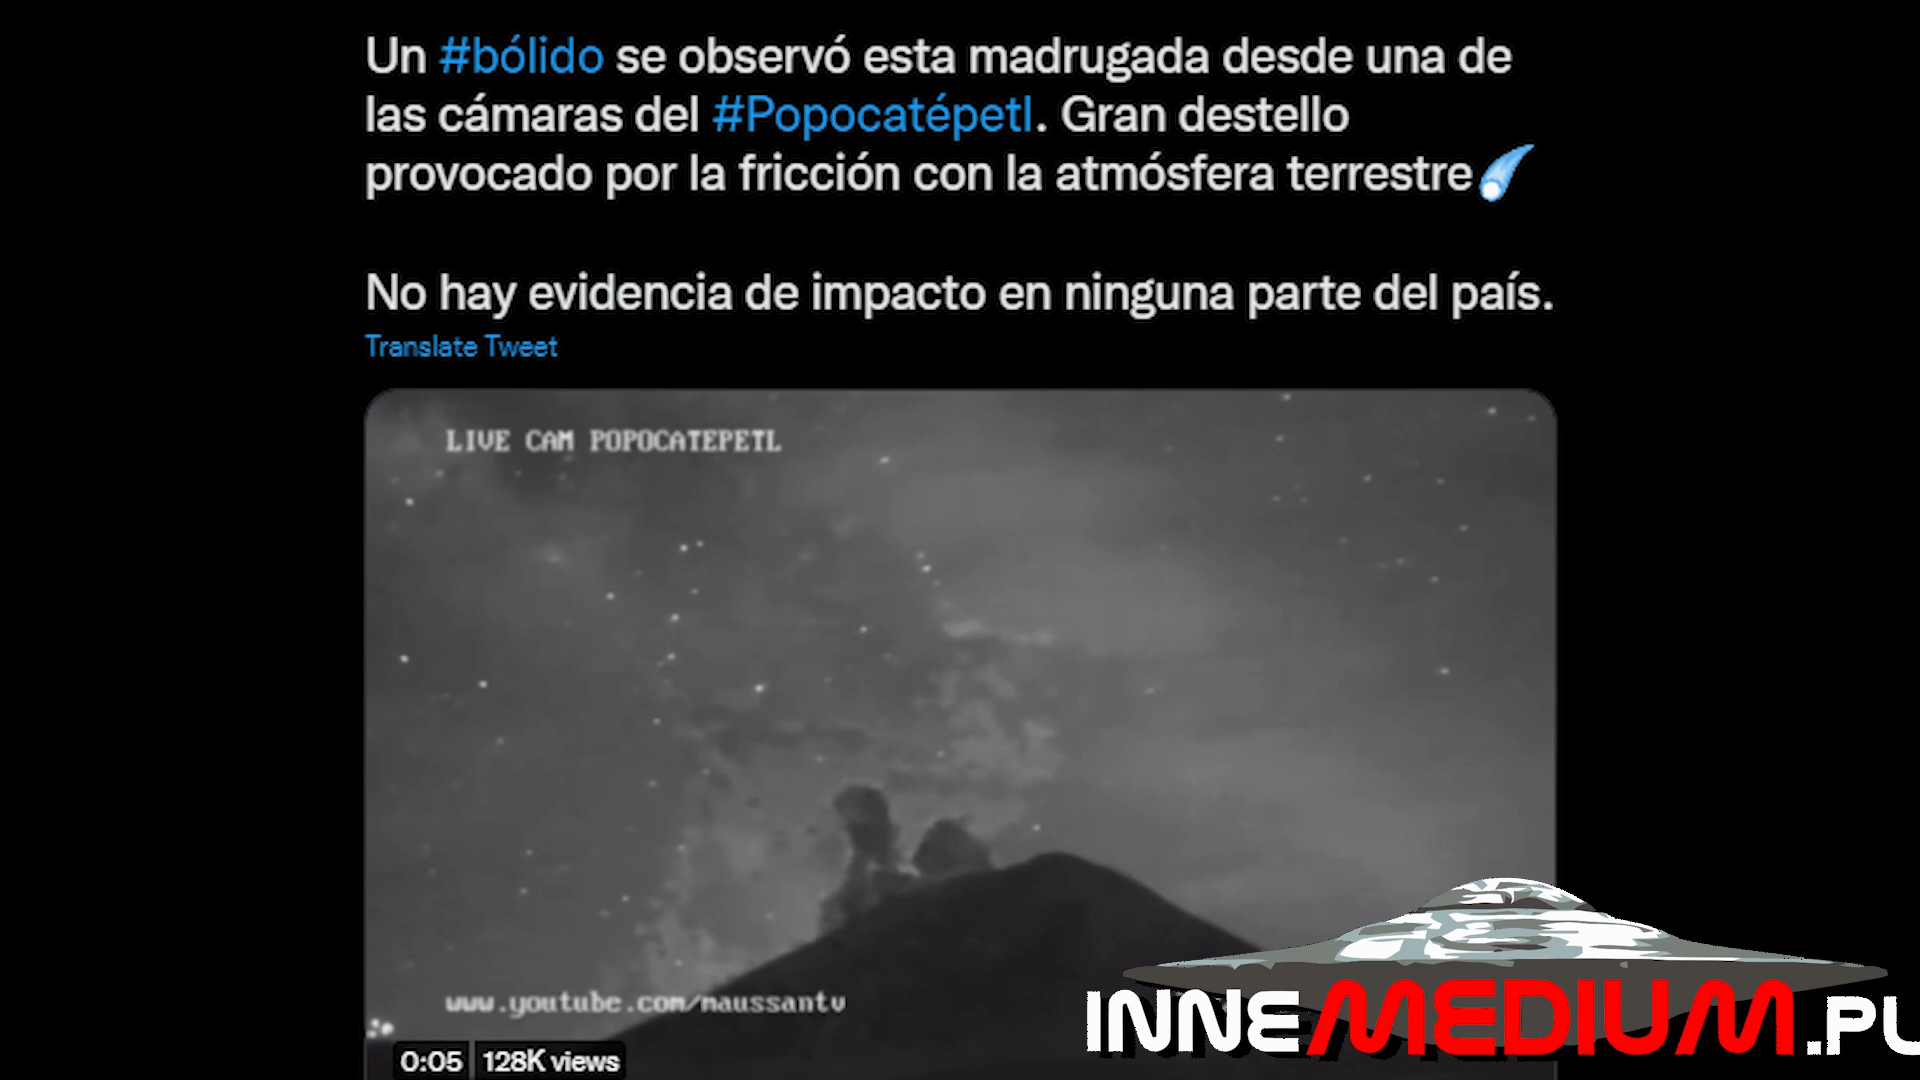 Un #bólido se observó esta madrugada desde una de
las cámaras del #Popocatépetl. Gran destello
provocado por la fricción con la atmósfera terrestre
No hay evidencia de impacto en ninguna parte del país.
Translate Tweet
LIVE CAM POPOCATEPETL
www.youtube.com/maussantv
0:05 128K views
INNEMEDIUM.PL